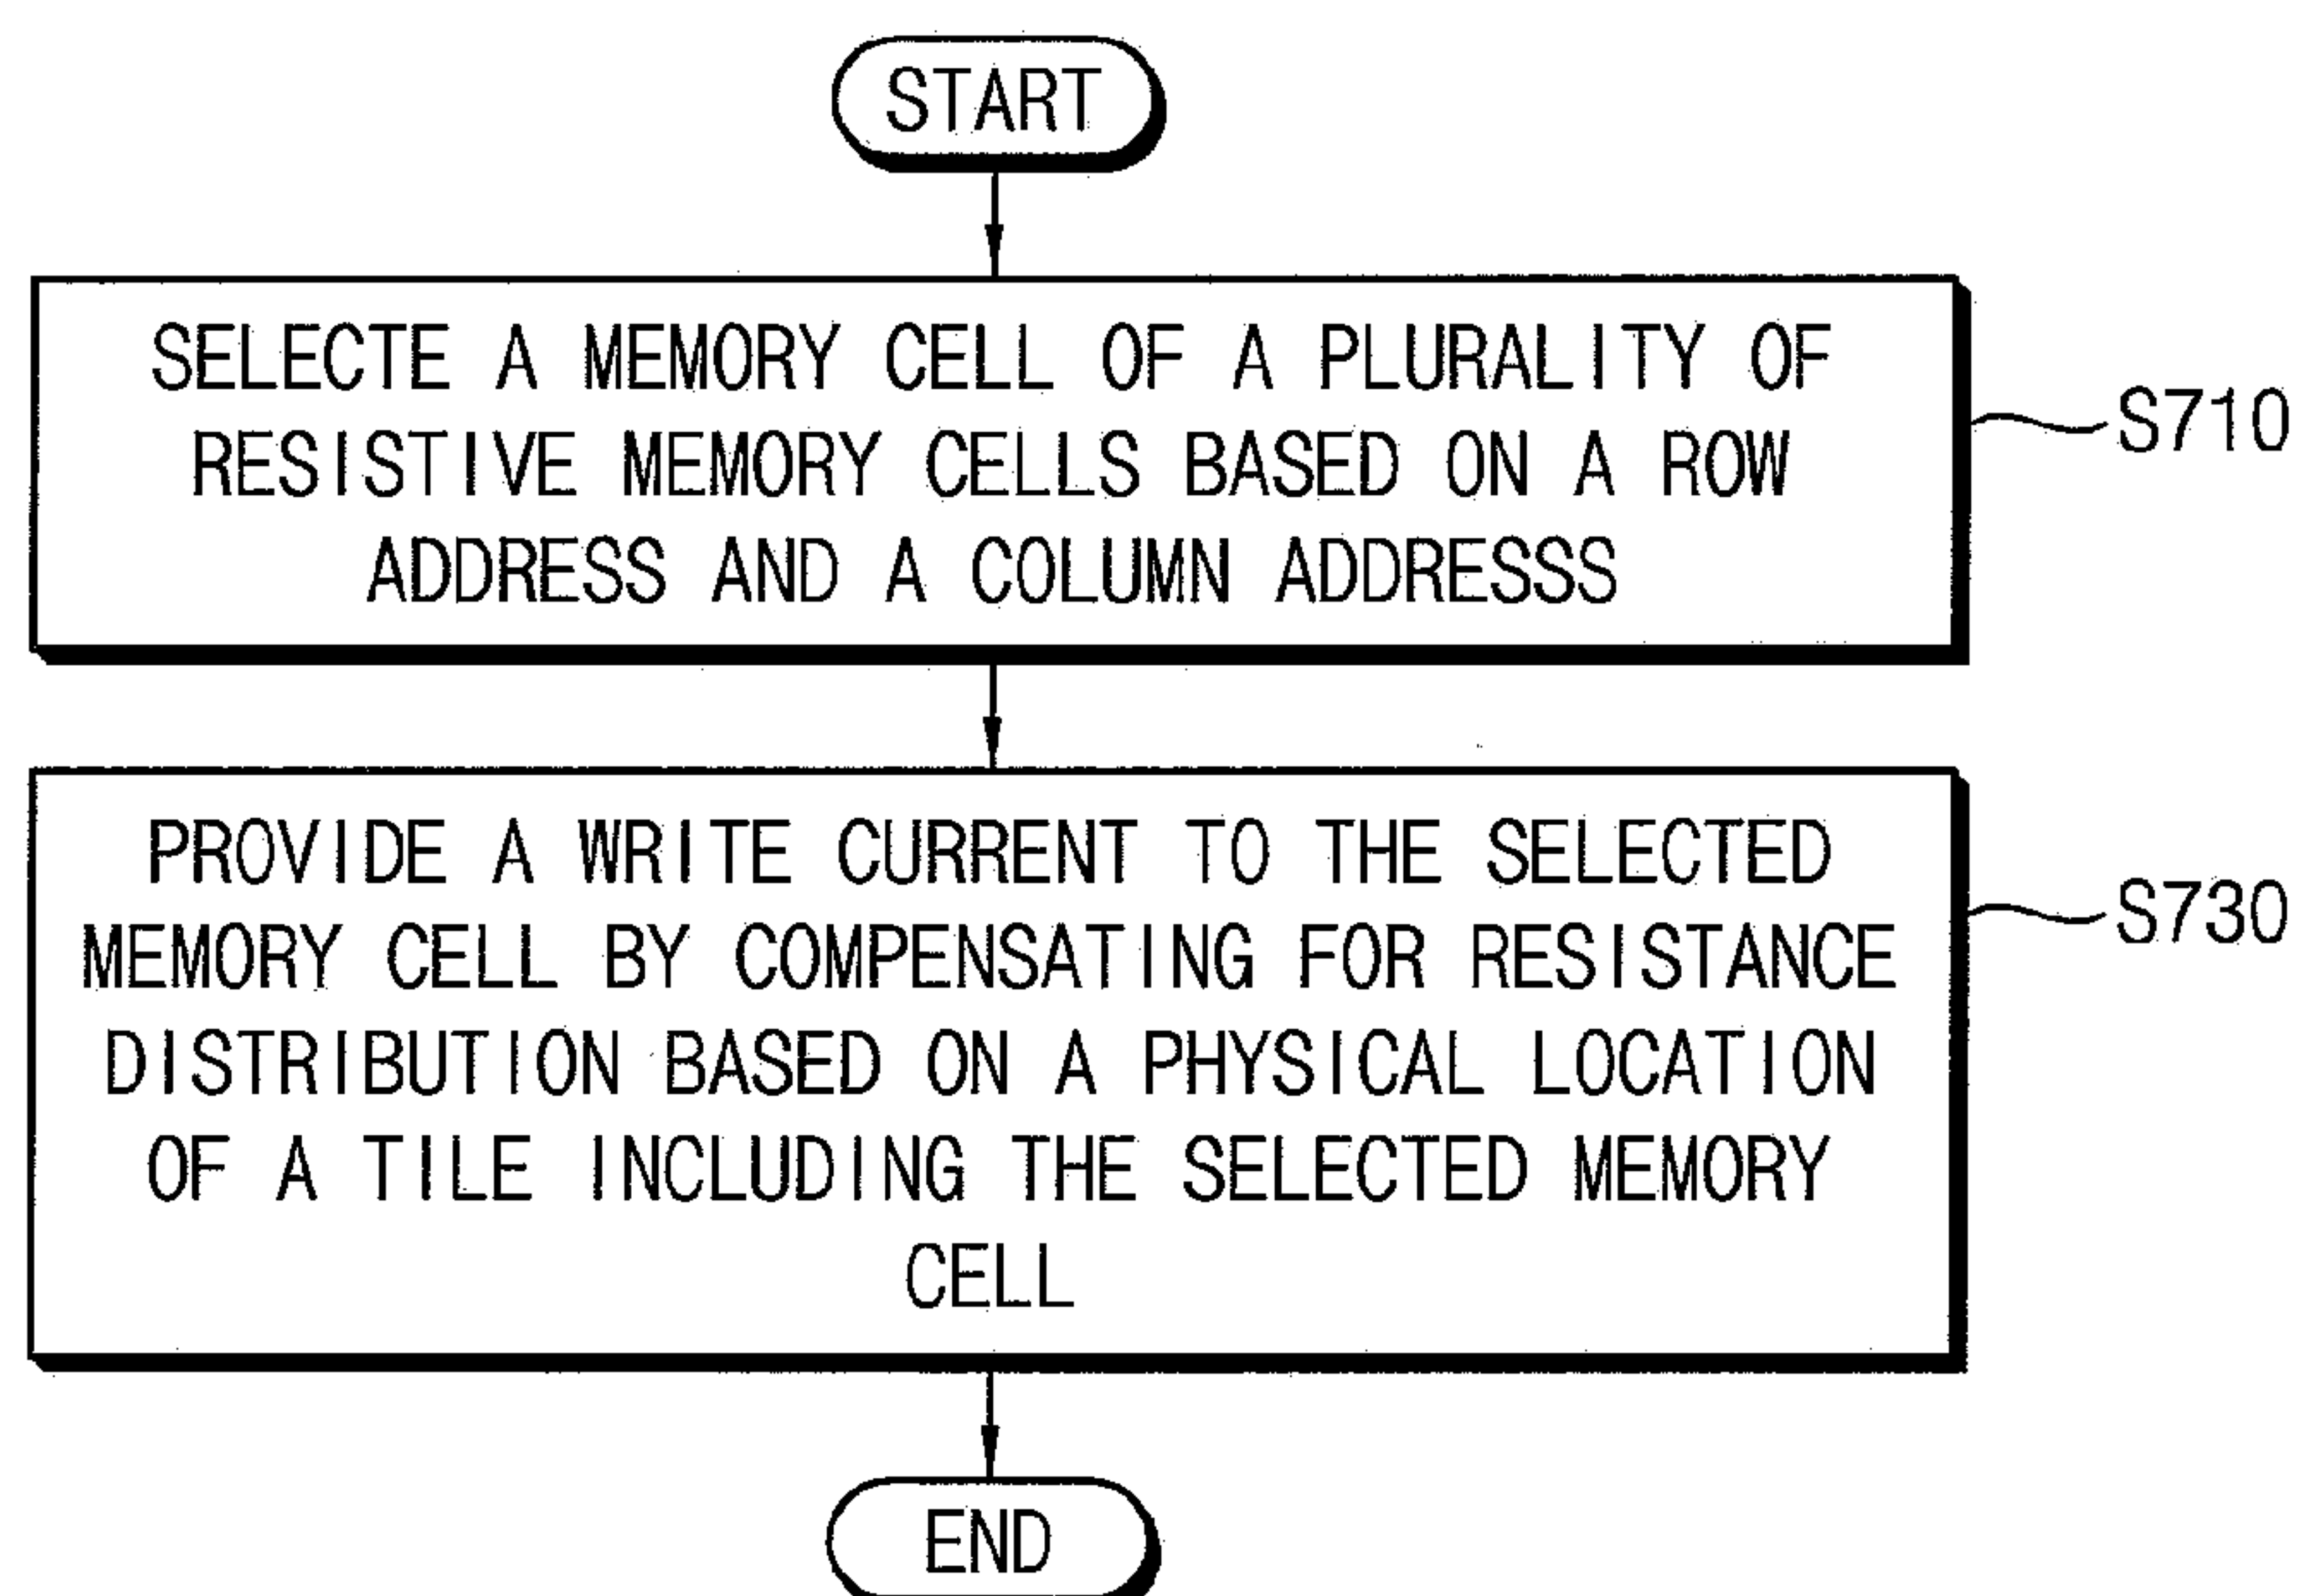 START
SELECTE A MEMORY CELL OF A PLURALITY OF
RESISTIVE MEMORY CELLS BASED ON A ROW
ADDRESS AND A COLUMN ADDRESSS
S710
PROVIDE A WRITE CURRENT TO THE SELECTED
MEMORY CELL BY COMPENSATING FOR RESISTANCE
DISTRIBUTION BASED ON A PHYSICAL LOCATION
OF A TILE INCLUDING THE SELECTED MEMORY
CELL
S730
END